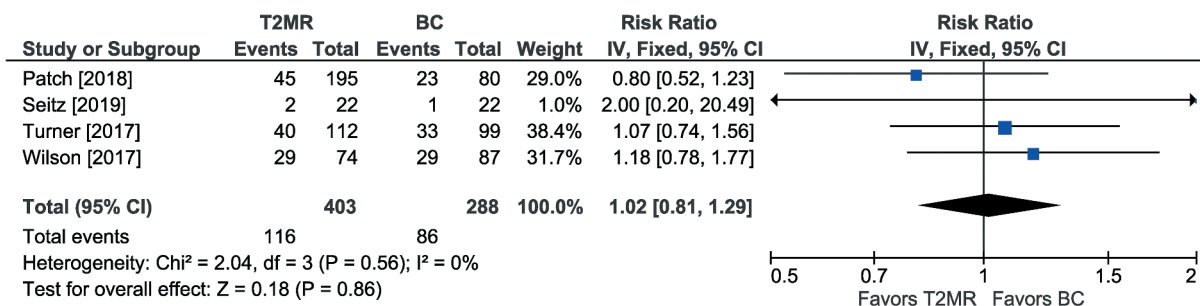 T2MR BC Risk Ratio Risk Ratio
Study or Subgroup Events Total Events Total Weight IV, Fixed, 95% CI IV, Fixed, 95% CI
Patch [2018] 45 195 23 80 29.0% 0.80 [0.52, 1.23]
Seitz [2019] 2 22 1 22 1.0% 2.00 [0.20, 20.49]
Turner [2017] 40 112 33 99 38.4% 1.07 [0.74, 1.56]
Wilson [2017] 29 74 29 87 31.7% 1.18 [0.78, 1.77]
Total (95% CI) 403 288 100.0% 1.02 [0.81, 1.29]
Total events 116 86
Heterogeneity: Chi² = 2.04, df = 3 (P = 0.56); I² = 0%
Test for overall effect: Z = 0.18 (P = 0.86)
0.5 0.7 1 1.5 2
Favors T2MR Favors BC